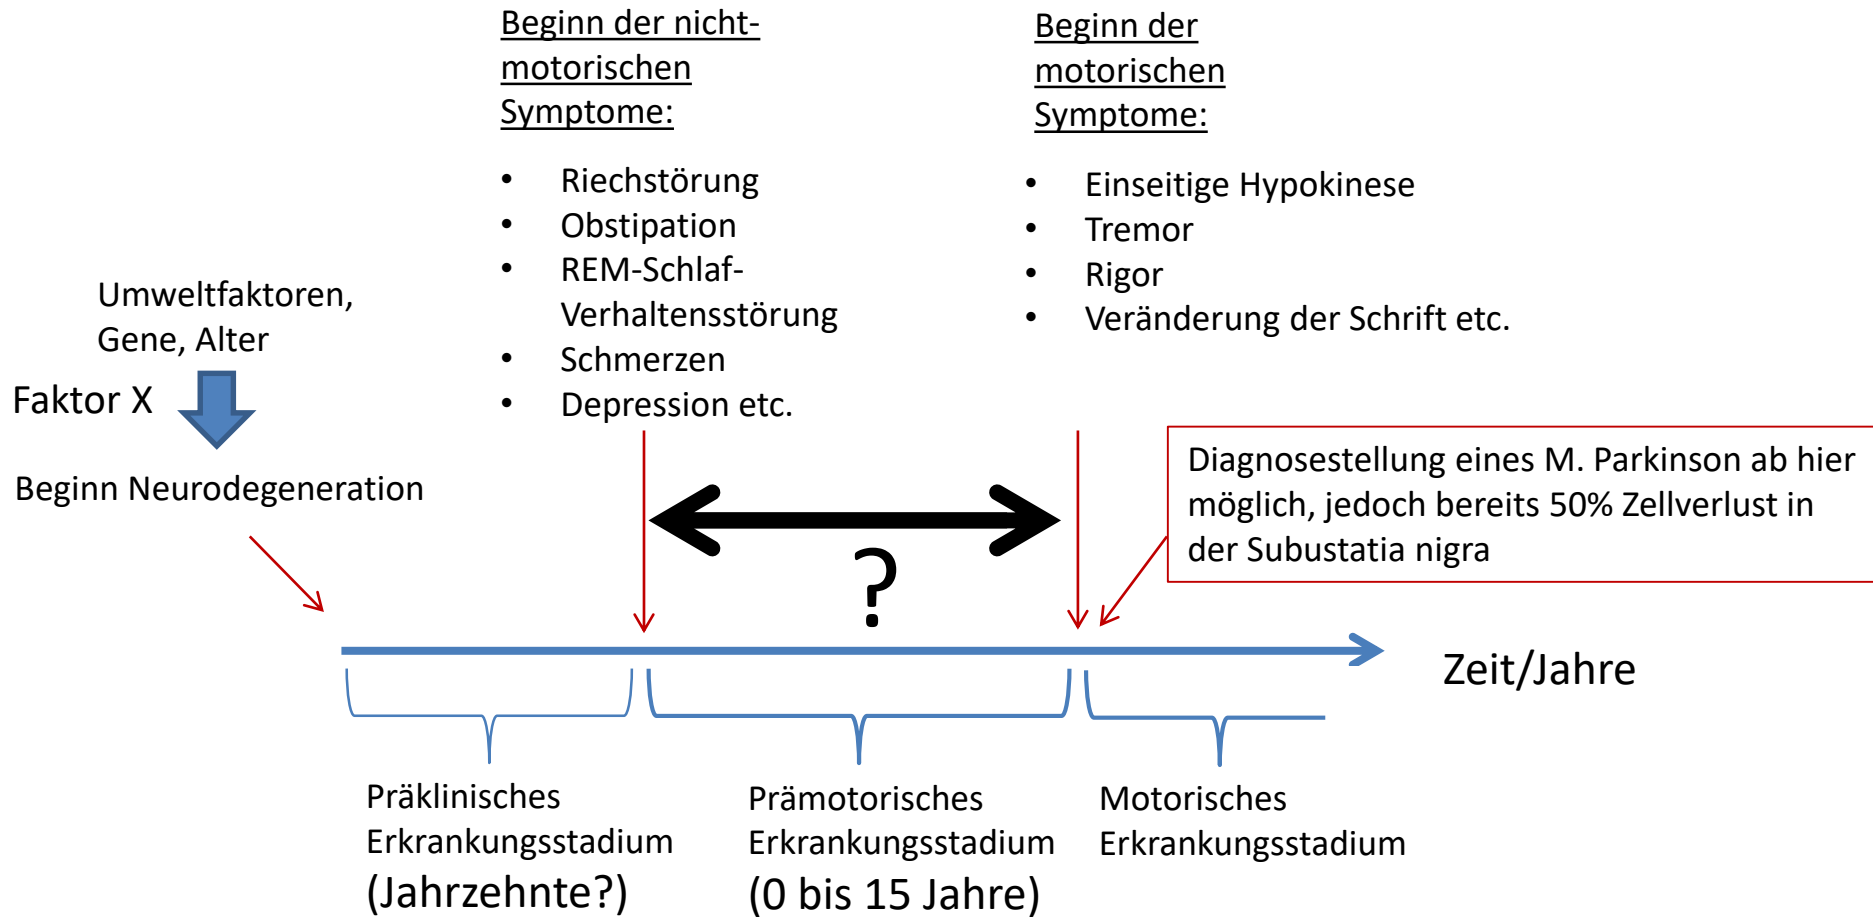 Beginn der nicht-
motorischen
Symptome:
• Riechstörung
• Obstipation
• REM-Schlaf-
Verhaltensstörung
• Schmerzen
• Depression etc.
Beginn der
motorischen
Symptome:
• Einseitige Hypokinese
• Tremor
• Rigor
• Veränderung der Schrift etc.
Umweltfaktoren,
Gene, Alter
Faktor X
Beginn Neurodegeneration
Diagnosestellung eines M. Parkinson ab hier
möglich, jedoch bereits 50% Zellverlust in
der Subustatia nigra
?
Zeit/Jahre
Präklinisches
Erkrankungsstadium
(Jahrzehnte?)
Prämotorisches
Erkrankungsstadium
(0 bis 15 Jahre)
Motorisches
Erkrankungsstadium